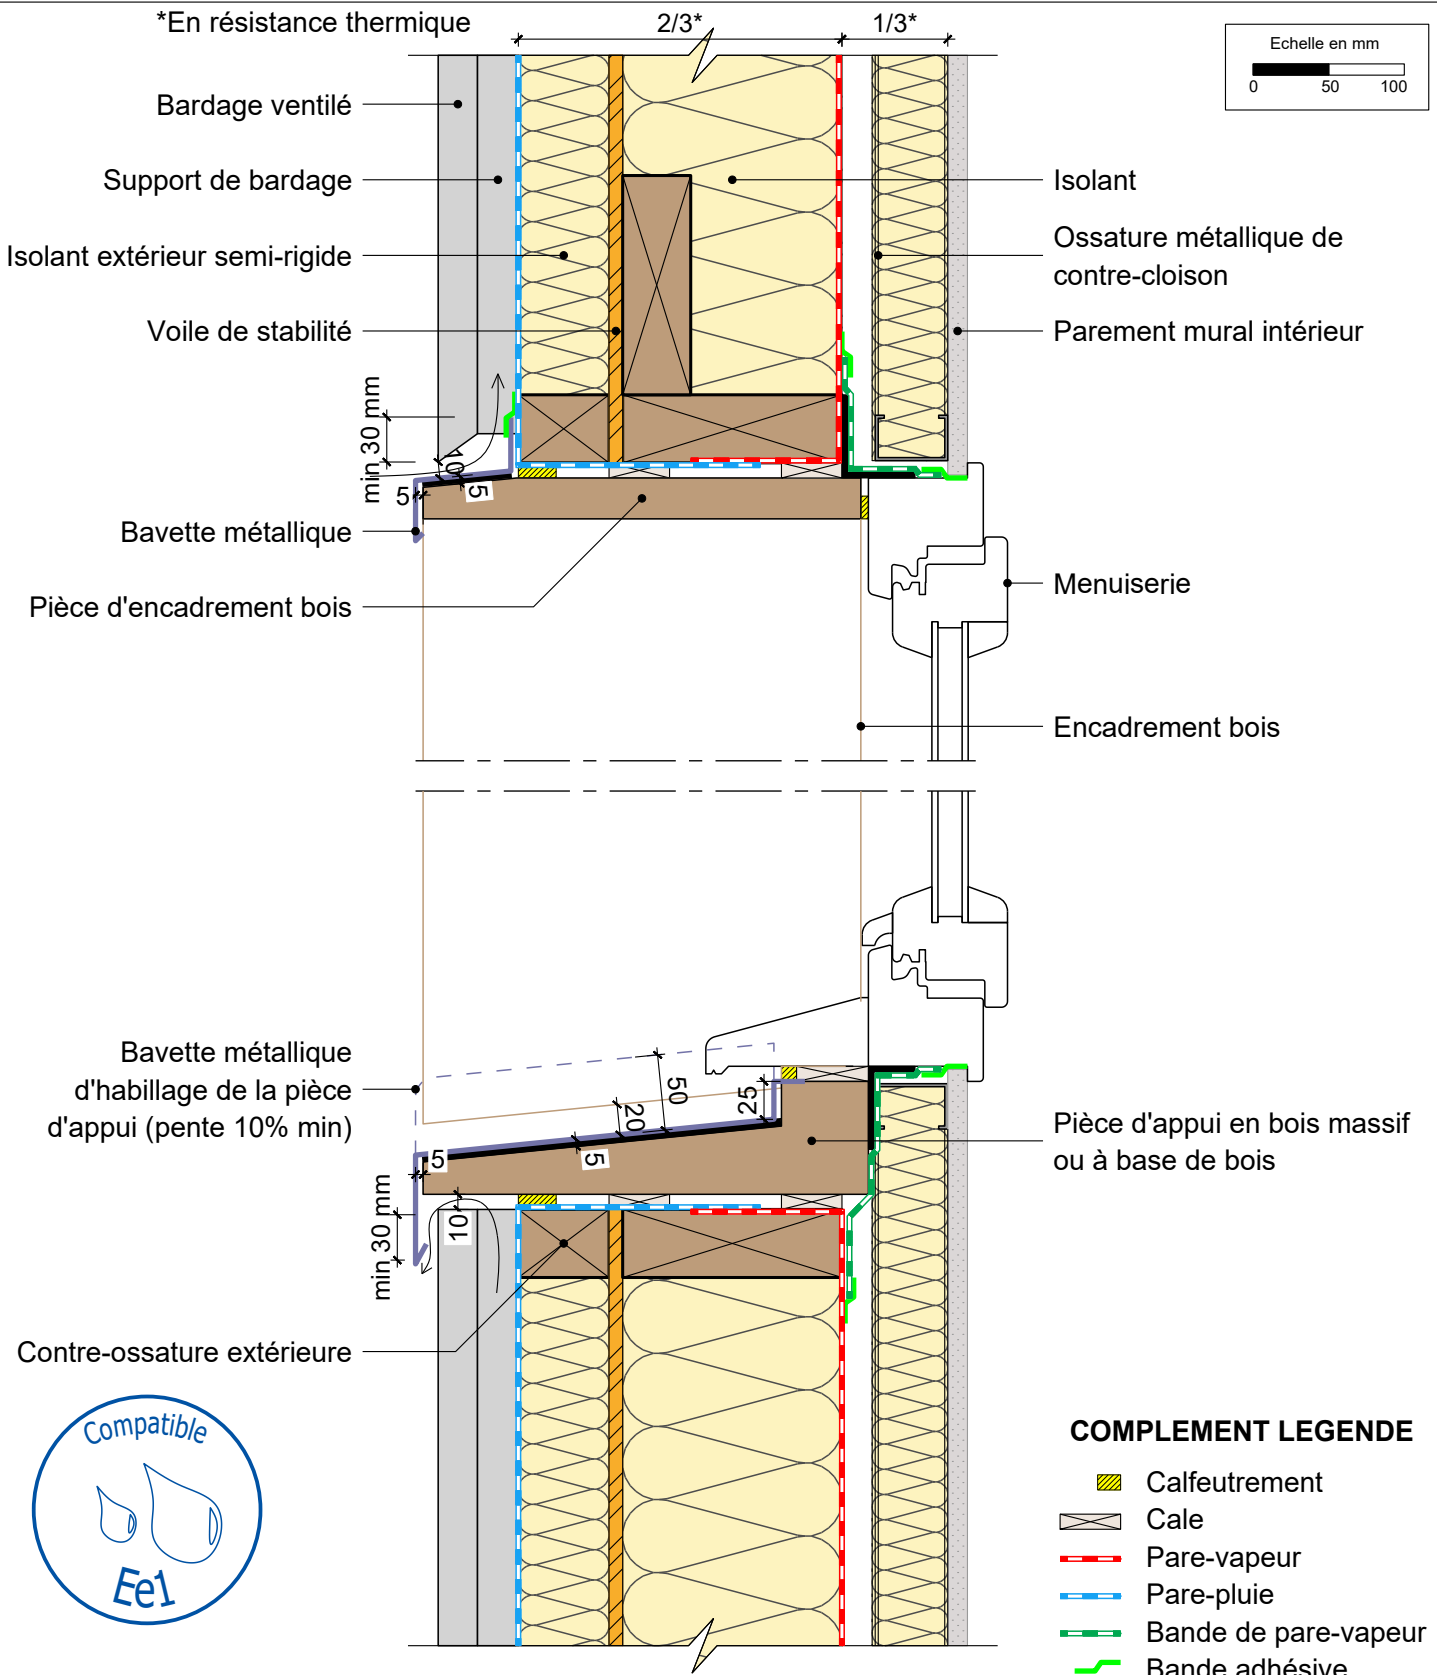 *En résistance thermique
2/3*
1/3*
Echelle en mm
0 50 100
Bardage ventilé
Support de bardage
Isolant extérieur semi-rigide
Voile de stabilité
Isolant
Ossature métallique de
contre-cloison
Parement mural intérieur
min 30 mm
10
5
5
Bavette métallique
Pièce d'encadrement bois
Menuiserie
Encadrement bois
Bavette métallique
d'habillage de la pièce
d'appui (pente 10% min)
50
20
25
5
5
10
min 30 mm
Pièce d'appui en bois massif
ou à base de bois
Contre-ossature extérieure
Compatible
Ee1
COMPLEMENT LEGENDE
Calfeutrement
Cale
Pare-vapeur
Pare-pluie
Bande de pare-vapeur
Bande adhésive